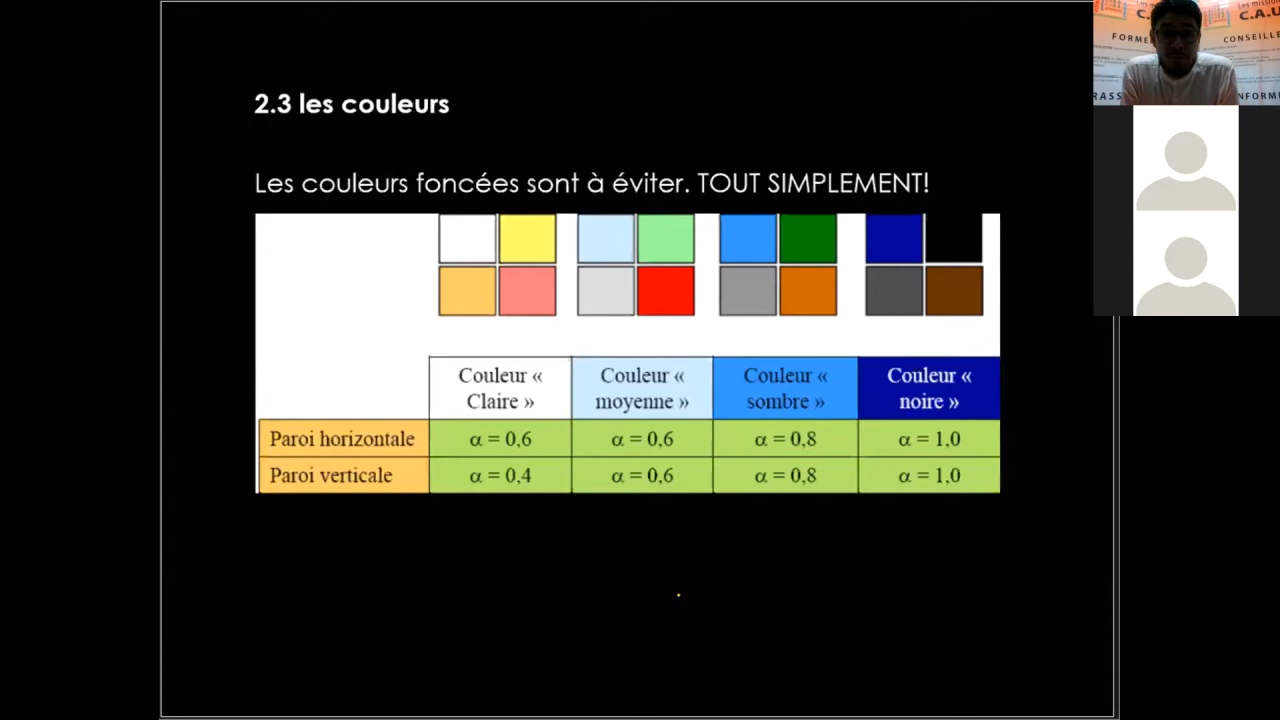 2.3 les couleurs
Les couleurs foncées sont à éviter. TOUT SIMPLEMENT!
Couleur « Couleur « Couleur « Couleur «
Claire » moyenne » sombre » noire »
Paroi horizontale α = 0,6 α = 0,6 α = 0,8 α = 1,0
Paroi verticale α = 0,4 α = 0,6 α = 0,8 α = 1,0
C.A.U
FORME CONSEILLE
RASS NFORME